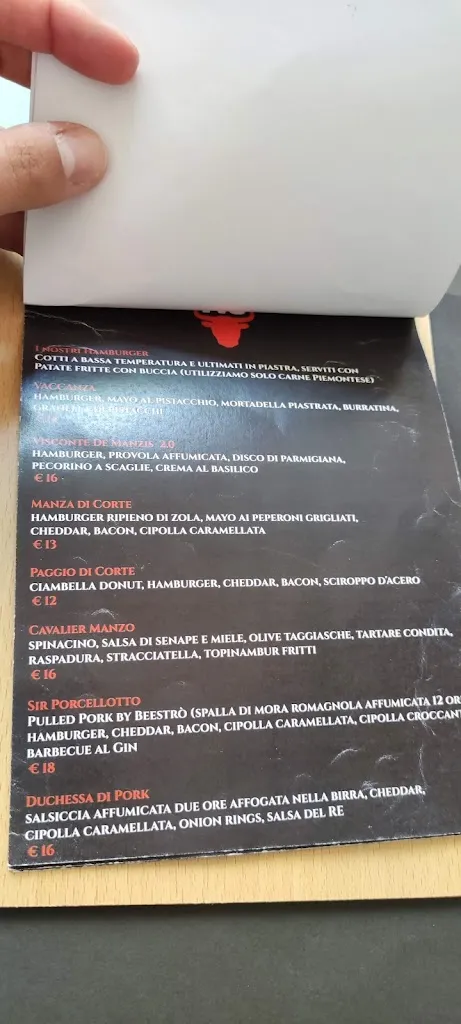 I nostri Hamburger
Cotti a bassa temperatura e ultimati in piastra, serviti con
Patate fritte con buccia (utilizziamo solo carne Piemontese)
Vaccanza
Hamburger, mayo al pistacchio, mortadella piastrata, burratina,
Visconte De Manzis 2.0
Hamburger, provola affumicata, disco di parmigiana,
pecorino a scaglie, crema al basilico
€ 16
Manza di Corte
Hamburger ripieno di zola, mayo ai peperoni grigliati,
cheddar, bacon, cipolla caramellata
€ 13
Paggio di Corte
Ciambella donut, hamburger, cheddar, bacon, sciroppo d'acero
€ 12
Cavalier Manzo
Spinacino, salsa di senape e miele, olive taggiasche, tartare condita,
raspadura, stracciatella, topinambur fritti
€ 16
Sir Porcellotto
Pulled Pork by Beestrò (spalla di mora romagnola affumicata 12 or
hamburger, cheddar, bacon, cipolla caramellata, cipolla croccant
barbecue al Gin
€ 18
Duchessa di Pork
Salsiccia affumicata due ore affogata nella birra, cheddar,
cipolla caramellata, onion rings, salsa del Re
€ 16